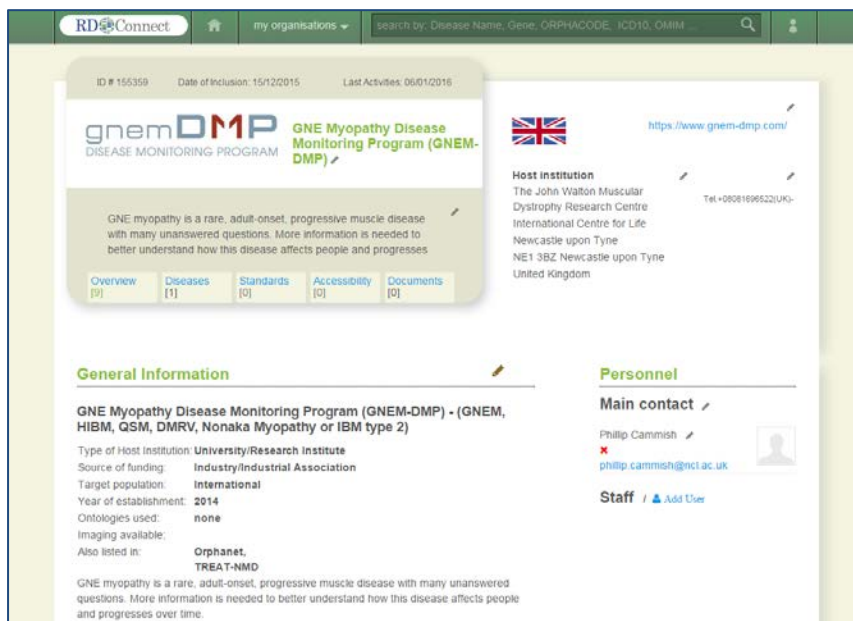 RD Connect
my organisations
search by: Disease Name, Gene, ORPHACODE, ICD10, OMIM ...
ID # 155359 Date of Inclusion: 15/12/2015 Last Activities: 06/01/2016
gnemDMP
DISEASE MONITORING PROGRAM
GNE Myopathy Disease
Monitoring Program (GNEM-
DMP)
GNE myopathy is a rare, adult-onset, progressive muscle disease
with many unanswered questions. More information is needed to
better understand how this disease affects people and progresses
Overview
[9]
Diseases
[1]
Standards
[0]
Accessibility
[0]
Documents
[0]
https://www.gnem-dmp.com/
Host institution
The John Walton Muscular
Dystrophy Research Centre
International Centre for Life
Newcastle upon Tyne
NE1 3BZ Newcastle upon Tyne
United Kingdom
Tel.+08081696522(UK)-
General Information
GNE Myopathy Disease Monitoring Program (GNEM-DMP) - (GNEM,
HIBM, QSM, DMRV, Nonaka Myopathy or IBM type 2)
Type of Host Institution: University/Research Institute
Source of funding: Industry/Industrial Association
Target population: International
Year of establishment: 2014
Ontologies used: none
Imaging available:
Also listed in: Orphanet,
TREAT-NMD
GNE myopathy is a rare, adult-onset, progressive muscle disease with many unanswered
questions. More information is needed to better understand how this disease affects people
and progresses over time.
Personnel
Main contact
Phillip Cammish
phillip.cammish@ncl.ac.uk
Staff / Add User